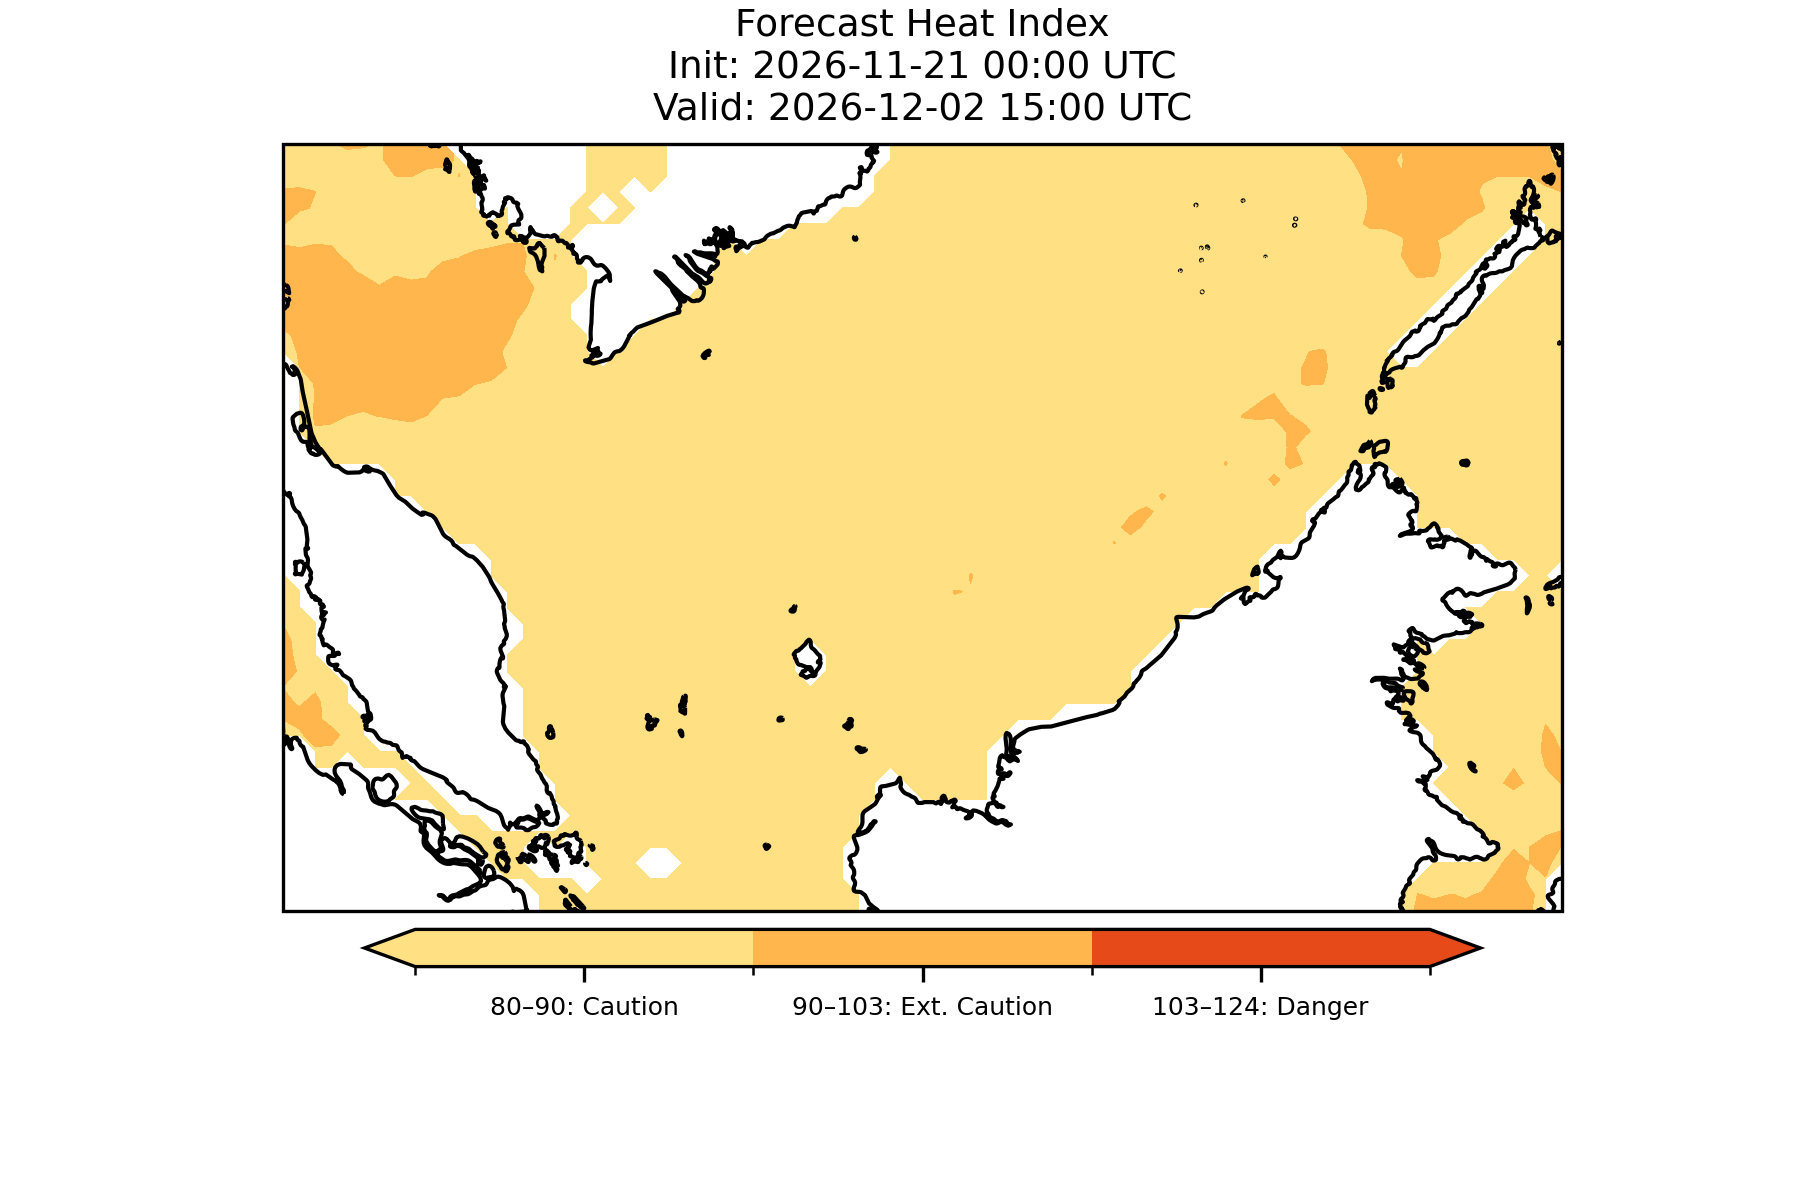 Forecast Heat Index
Init: 2026-11-21 00:00 UTC
Valid: 2026-12-02 15:00 UTC
80–90: Caution
90–103: Ext. Caution
103–124: Danger